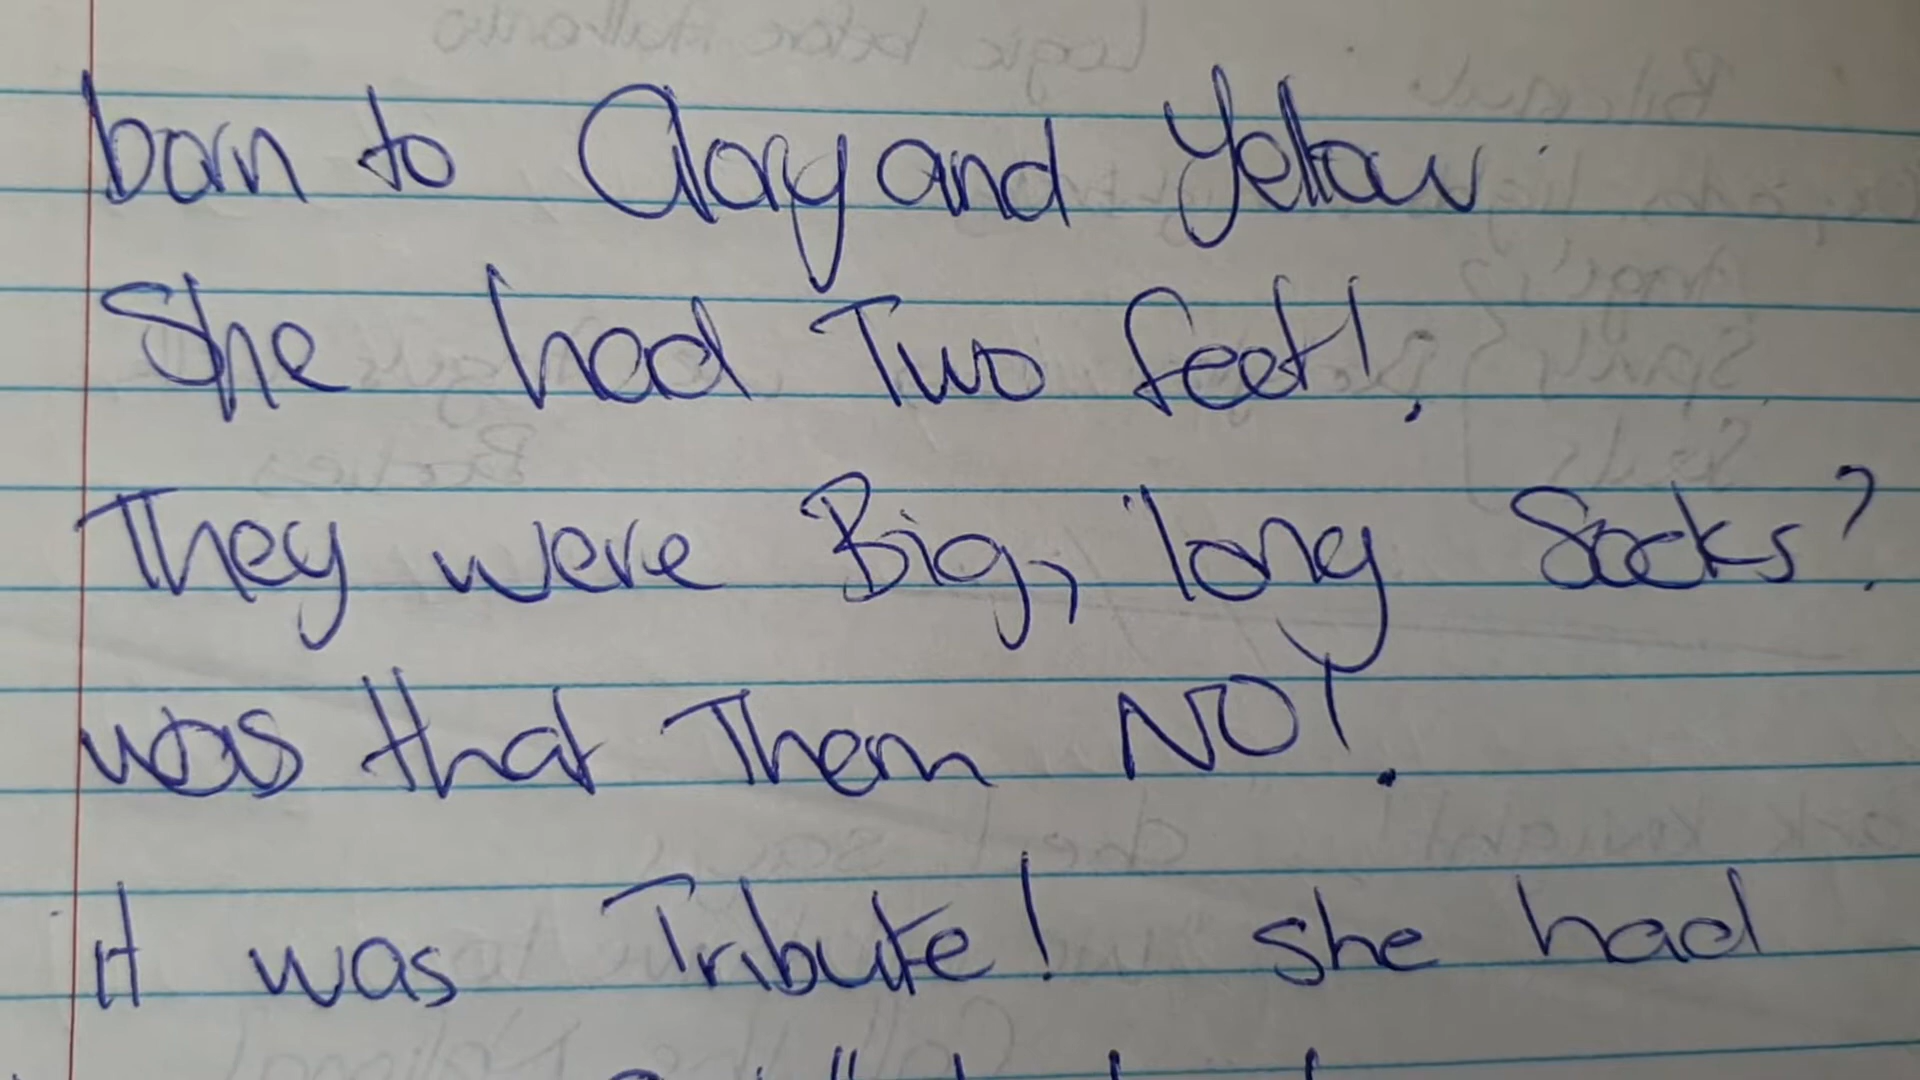 born to Glory and Yellow
She had Two feet!
They were Big, long Socks?
was that Them NO!
it was Tribute! she had